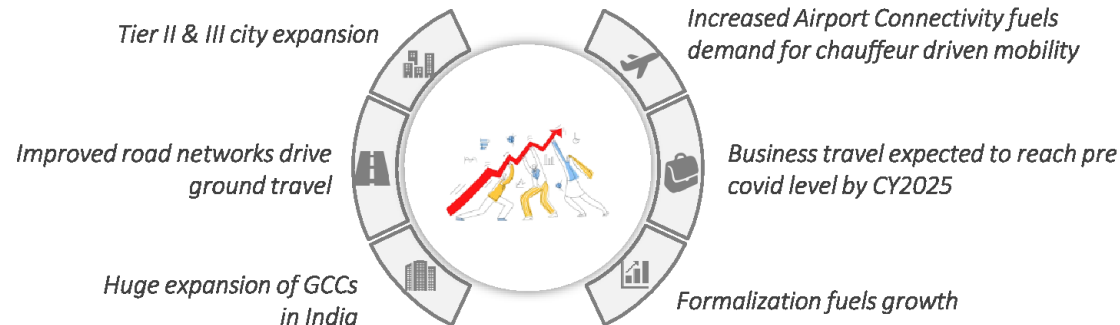 Tier II & III city expansion
Increased Airport Connectivity fuels
demand for chauffeur driven mobility
Improved road networks drive
ground travel
Business travel expected to reach pre
covid level by CY2025
Huge expansion of GCCs
in India
Formalization fuels growth